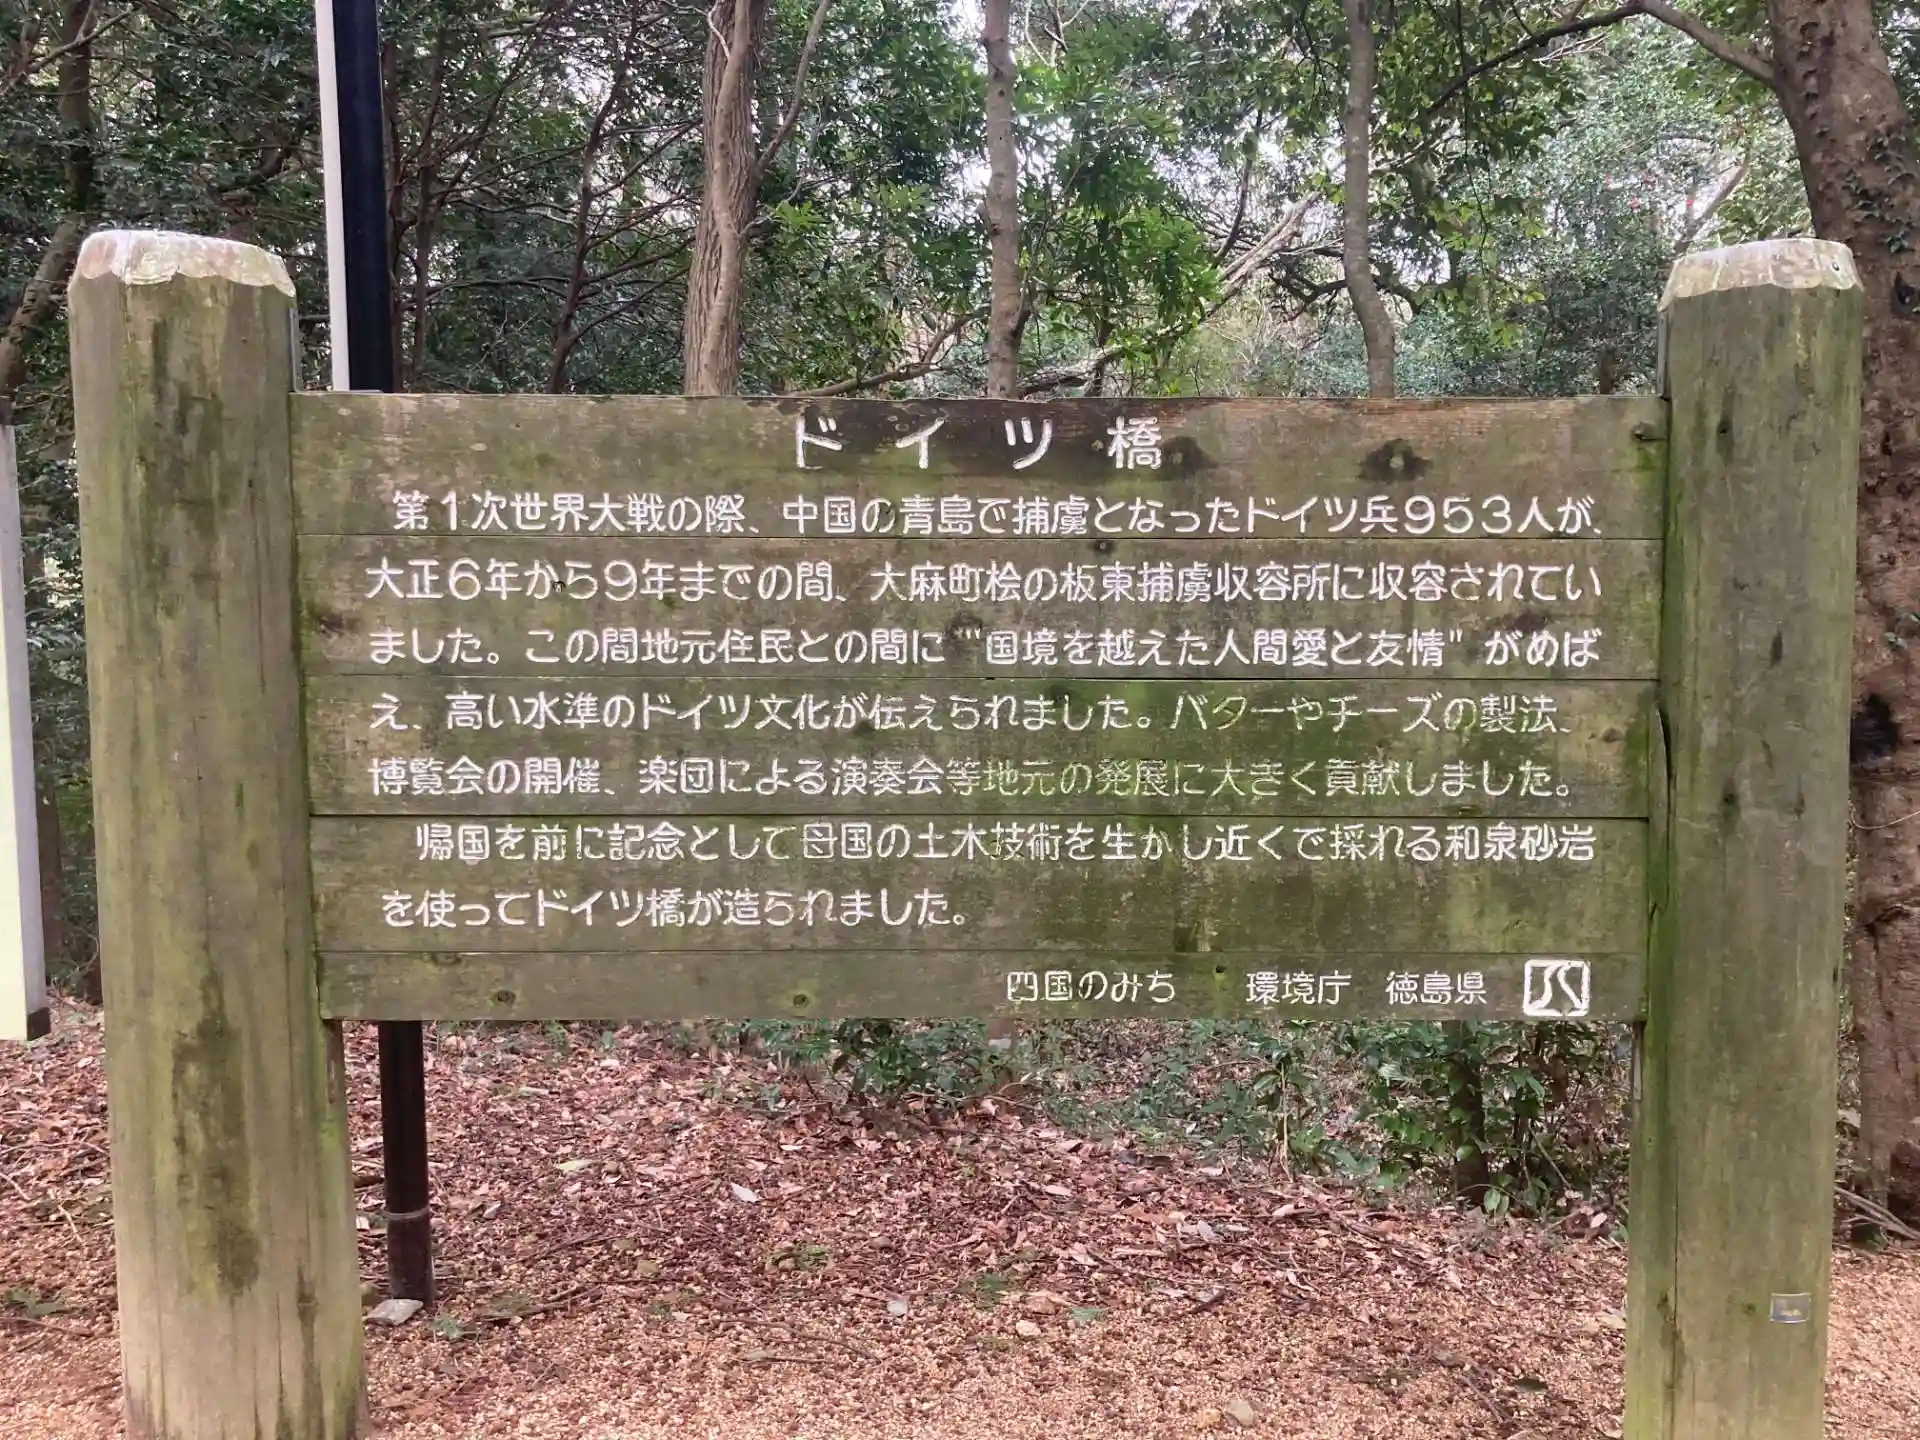 ドイツ橋
第1次世界大戦の際、中国の青島で捕虜となったドイツ兵953人が、
大正6年から9年までの間、大麻町桧の板東捕虜収容所に収容されてい
ました。この間地元住民との間に“国境を越えた人間愛と友情”がめば
え、高い水準のドイツ文化が伝えられました。バターやチーズの製法、
博覧会の開催、楽団による演奏会等地元の発展に大きく貢献しました。
帰国を前に記念として母国の土木技術を生かし近くで採れる和泉砂岩
を使ってドイツ橋が造られました。
四国のみち 環境庁 徳島県